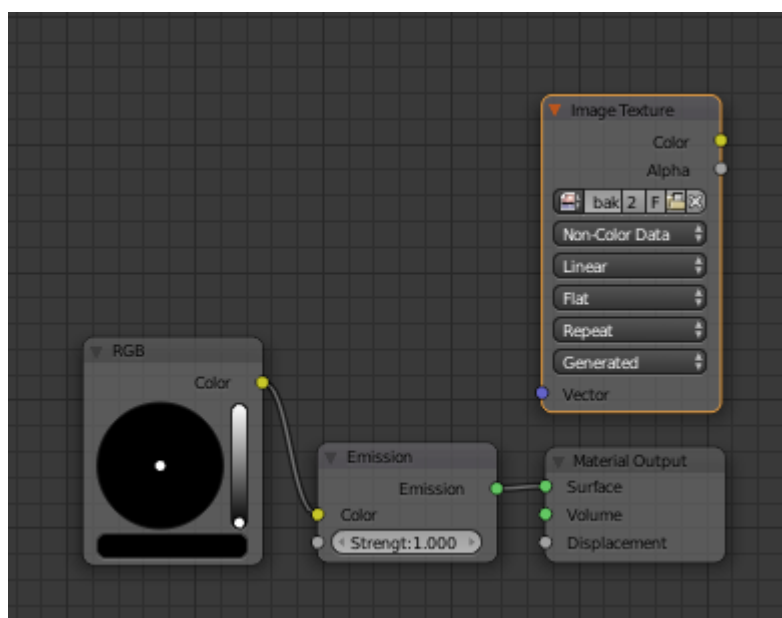 Image Texture
Color
Alpha
bak 2 F
Non-Color Data
Linear
Flat
Repeat
Generated
Vector
RGB
Color
Emission
Emission
Color
Strengt:1.000
Material Output
Surface
Volume
Displacement